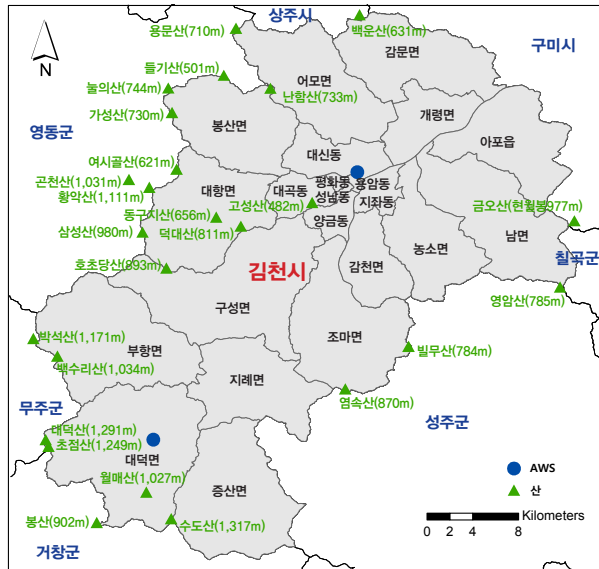 상주시
용문산(710m)
백운산(631m)
구미시
감문면
N
들기산(501m)
어모면
눌의산(744m)
난함산(733m)
가성산(730m)
개령면
봉산면
아포읍
영동군
대신동
여시골산(621m)
곤천산(1,031m)
황악산(1,111m)
대항면
대곡동
평화동
용암동
고성산(482m)
성남동
지좌동
동구지산(656m)
양금동
금오산(현월봉977m)
삼성산(980m)
덕대산(811m)
남면
농소면
감천면
칠곡군
호초당산(893m)
김천시
영암산(785m)
구성면
박석산(1,171m)
조마면
부항면
빌무산(784m)
백수리산(1,034m)
지례면
염속산(870m)
무주군
성주군
대덕산(1,291m)
초점산(1,249m)
대덕면
AWS
월매산(1,027m)
증산면
산
봉산(902m)
수도산(1,317m)
Kilometers
8 4 2 0 8
거창군